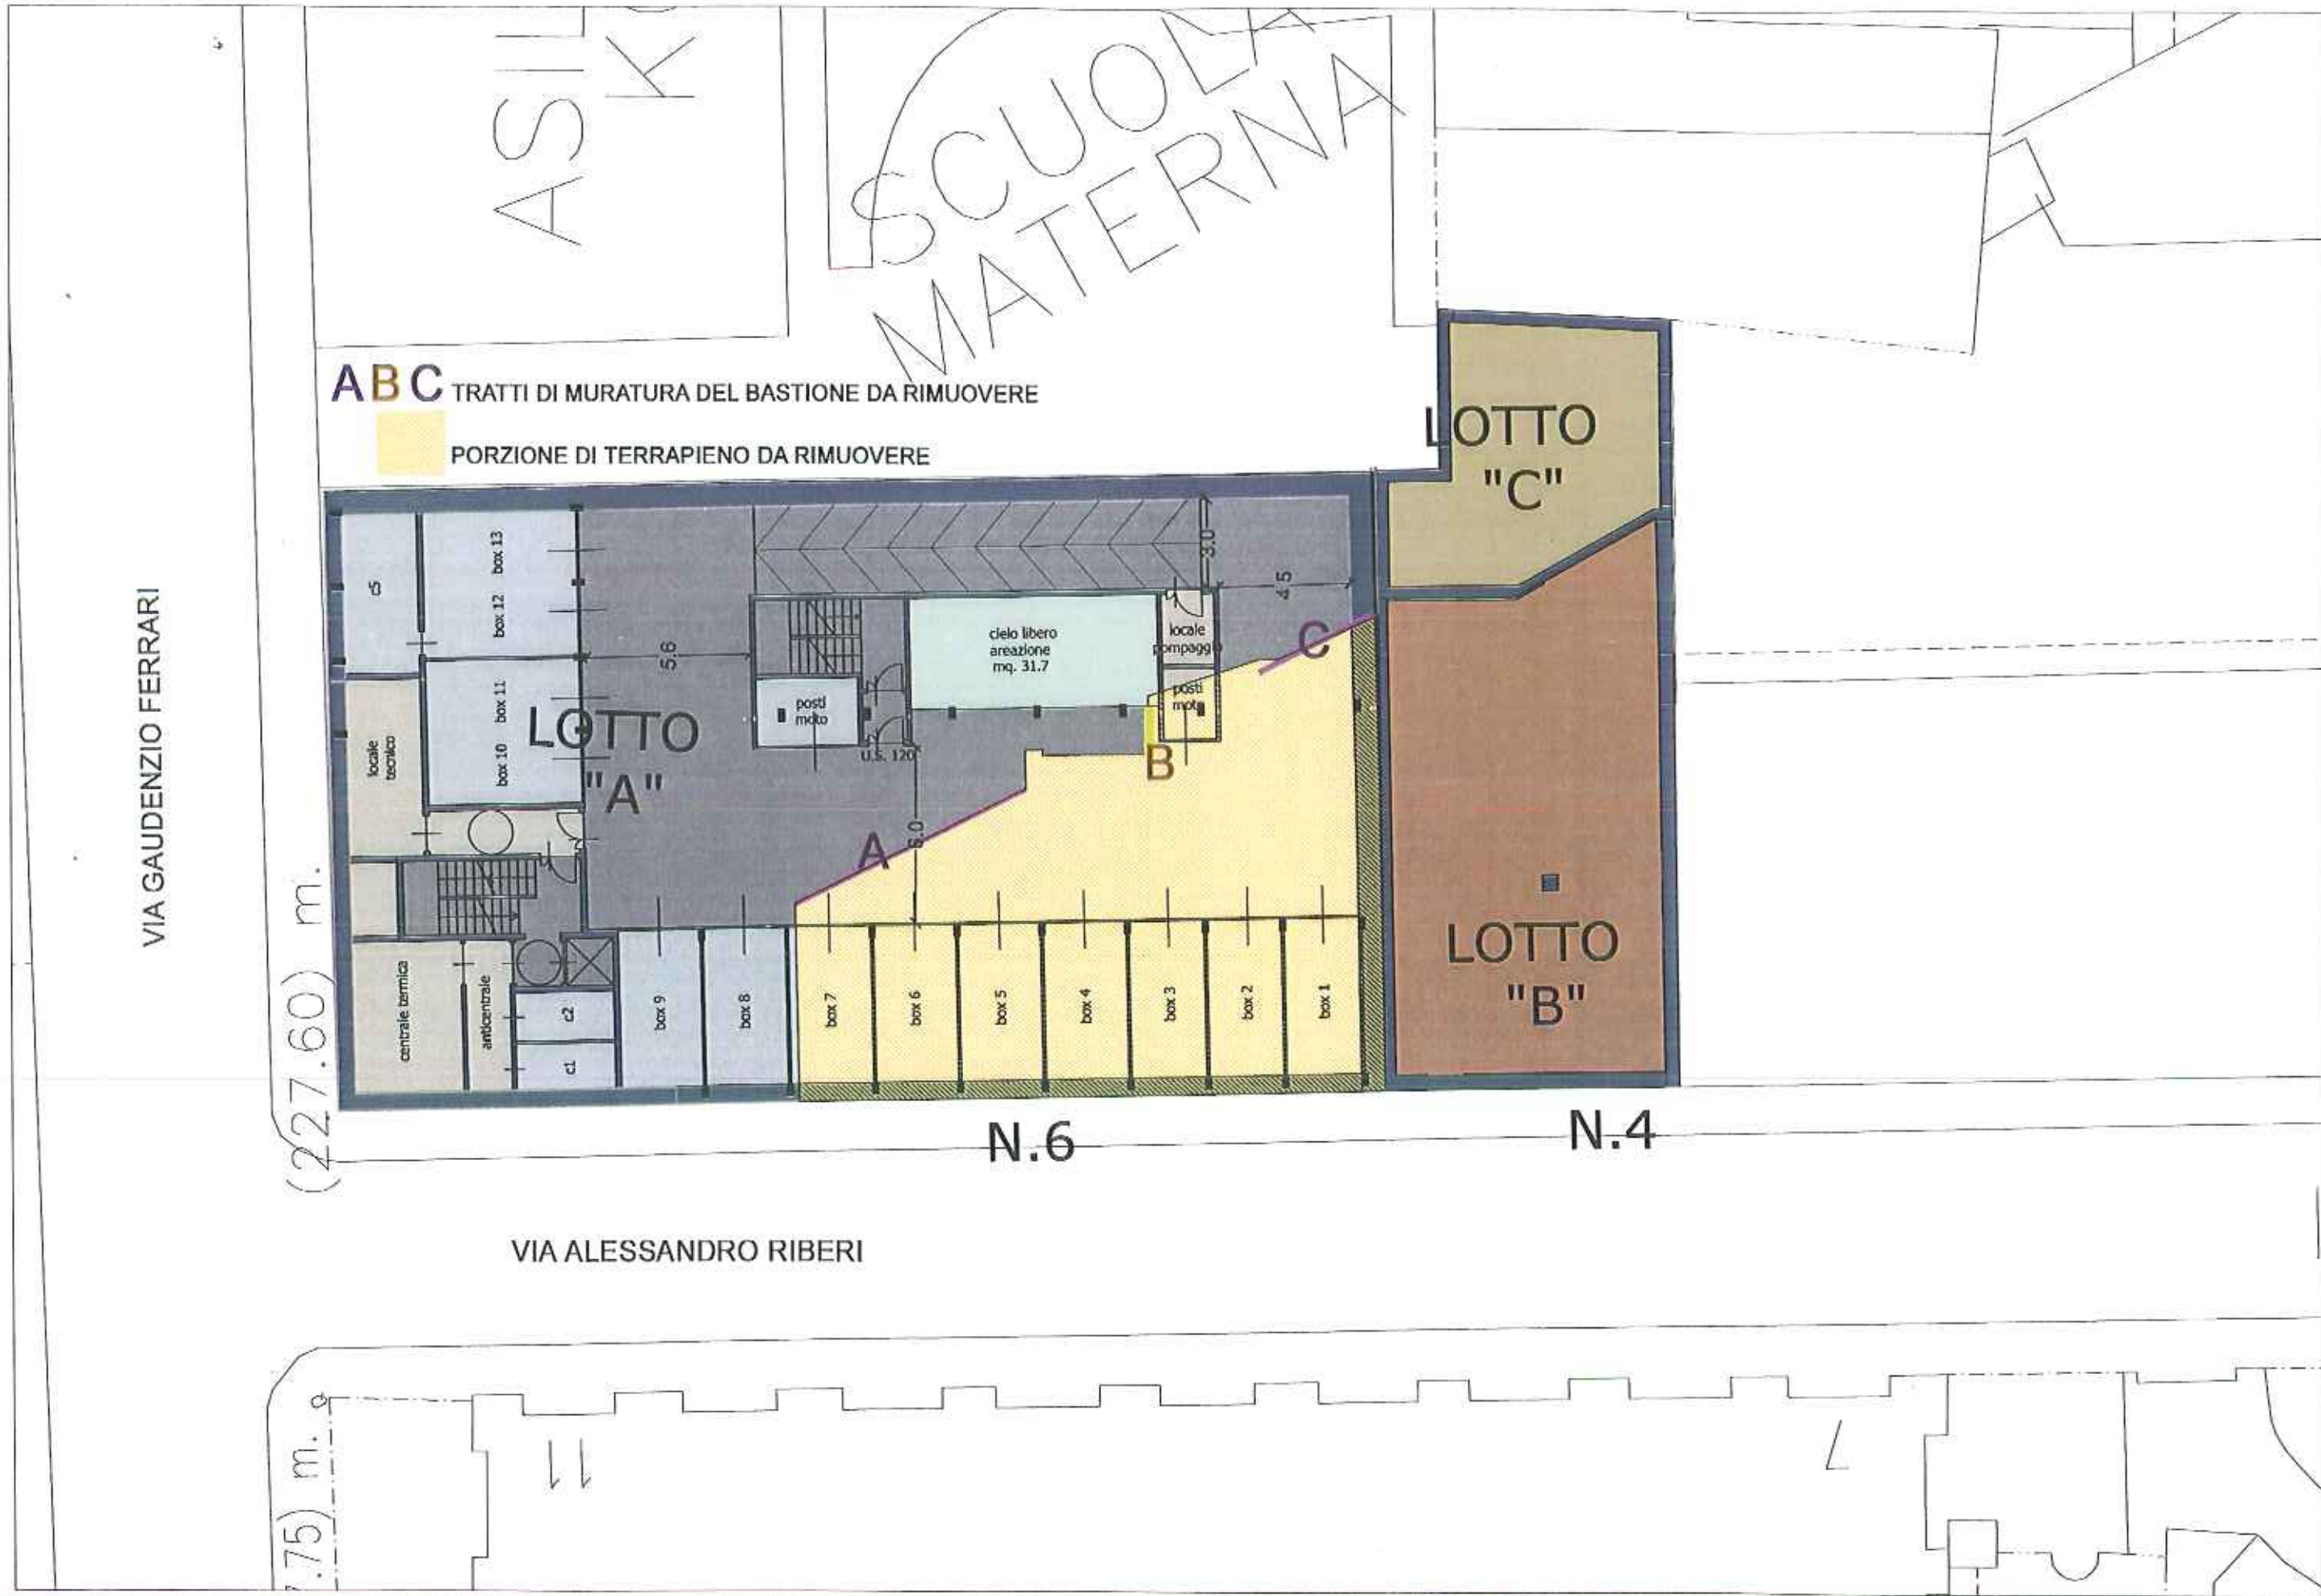 ASIL
K
SCUOLA
MATERNA
A B C TRATTI DI MURATURA DEL BASTIONE DA RIMUOVERE
PORZIONE DI TERRAPIENO DA RIMUOVERE
LOTTO
"C"
VIA GAUDENZIO FERRARI
c5
box 13
box 12
3.0
4.5
cielo libero
areazione
mq. 31.7
locale
pompaggi
C
5.6
box 11
box 10
posti
moto
posti
moto
LOTTO
"A"
locale
tecnico
U.S. 120
B
A
6.0
(227.60) m.
centrale termica
anticentrale
c2
c1
box 9
box 8
box 7
box 6
box 5
box 4
box 3
box 2
box 1
LOTTO
"B"
N.6
N.4
VIA ALESSANDRO RIBERI
11
7
.75) m.